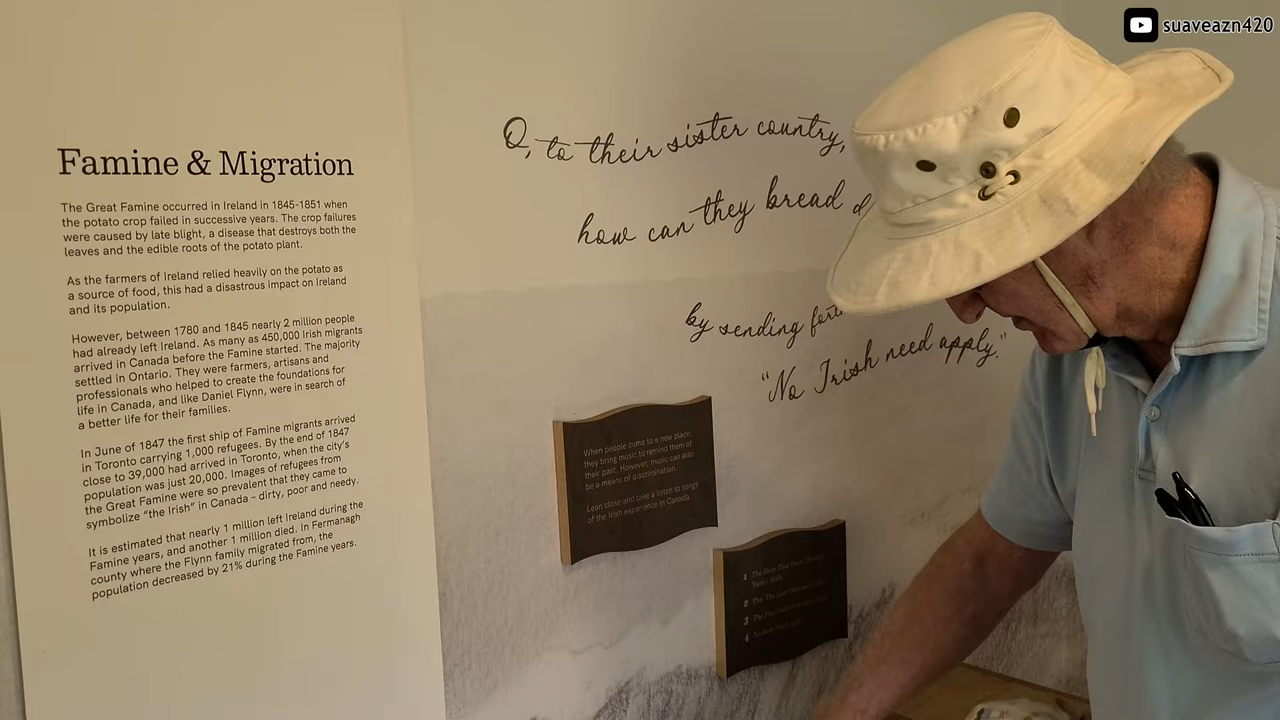 suaveazn420
Famine & Migration
The Great Famine occurred in Ireland in 1845-1851 when
the potato crop failed in successive years. The crop failures
were caused by late blight, a disease that destroys both the
leaves and the edible roots of the potato plant.
As the farmers of Ireland relied heavily on the potato as
a source of food, this had a disastrous impact on Ireland
and its population.
However, between 1780 and 1845 nearly 2 million people
had already left Ireland. As many as 450,000 Irish migrants
arrived in Canada before the Famine started. The majority
settled in Ontario. They were farmers, artisans and
professionals who helped to create the foundations for
life in Canada, and like Daniel Flynn, were in search of
a better life for their families.
In June of 1847 the first ship of Famine migrants arrived
in Toronto carrying 1,000 refugees. By the end of 1847
close to 39,000 had arrived in Toronto, when the city's
population was just 20,000. Images of refugees from
the Great Famine were so prevalent that they came to
symbolize “the Irish” in Canada – dirty, poor and needy.
It is estimated that nearly 1 million left Ireland during the
Famine years, and another 1 million died. In Fermanagh
county where the Flynn family migrated from, the
population decreased by 21% during the Famine years.
O, to their sister country,
how can they bread
by sending
“No Irish need apply.”
When people come to a new place,
they bring music to remind them of
their past. However, music can also
be a means of discrimination.
Lean close and take a listen to songs
of the Irish experience in Canada.
1 The Harp That Once
Tara's Halls
2
3
4